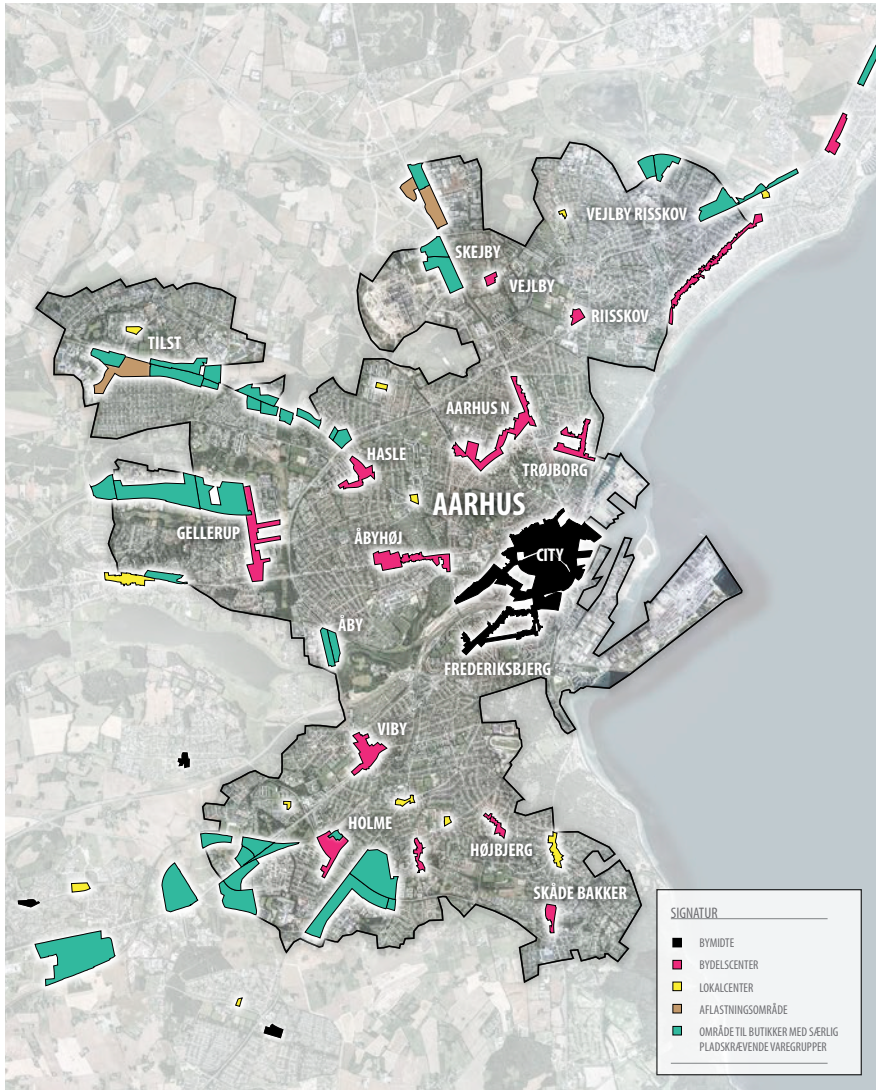 VEJLBY RISSKOV
SKEJBY
VEJLBY
RIISSKOV
TILST
AARHUS N
HASLE
TRØJBORG
AARHUS
GELLERUP
ÅBYHØJ
CITY
ÅBY
FREDERIKSBJERG
VIBY
HOLME
HØJBJERG
SKÅDE BAKKER
SIGNATUR
BYMIDTE
BYDELSCENTER
LOKALCENTER
AFLASTNINGSOMRÅDE
OMRÅDE TIL BUTIKKER MED SÆRLIG
PLADSKRÆVENDE VAREGRUPPER